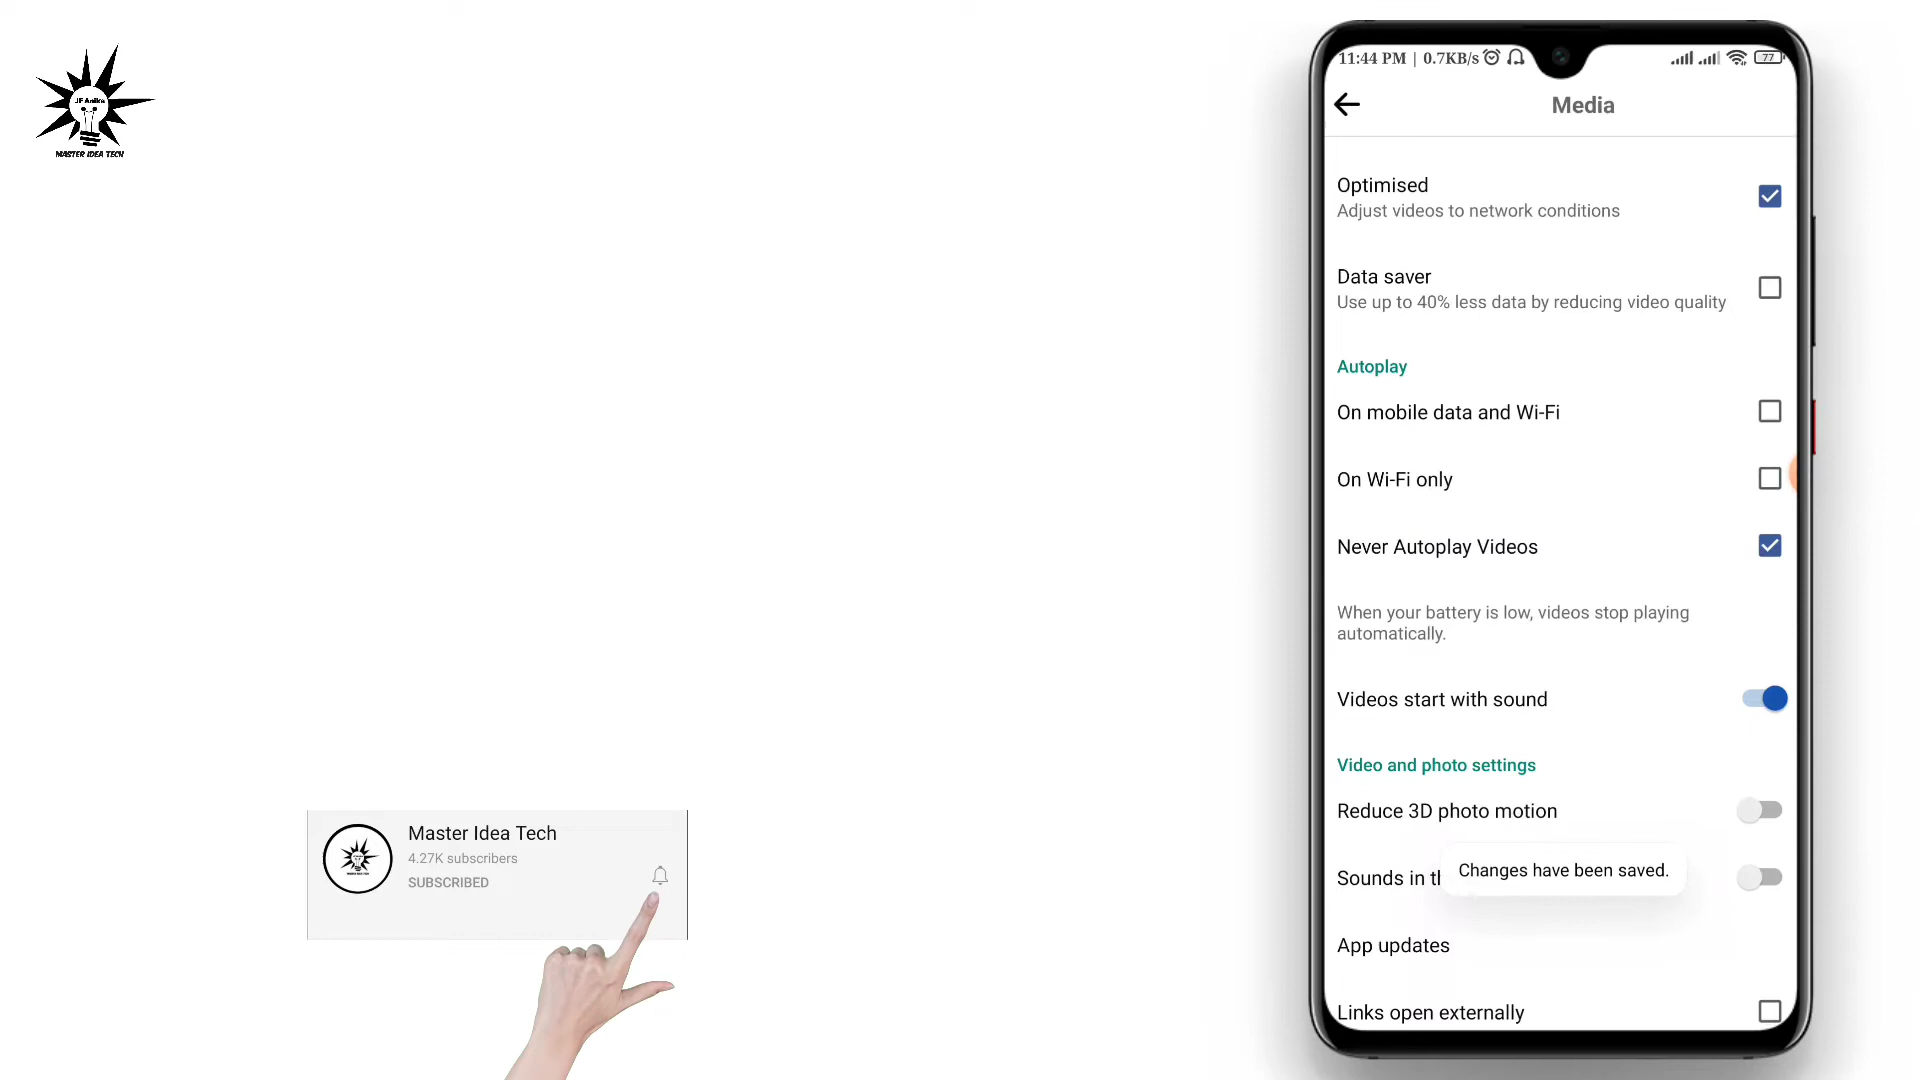 JF Anika
MASTER IDEA TECH
11:44 PM | 0.7KB/s
77
Media
Optimised
Adjust videos to network conditions
Data saver
Use up to 40% less data by reducing video quality
Autoplay
On mobile data and Wi-Fi
On Wi-Fi only
Never Autoplay Videos
When your battery is low, videos stop playing
automatically.
Videos start with sound
Video and photo settings
Reduce 3D photo motion
Sounds in th
Changes have been saved.
App updates
Links open externally
Master Idea Tech
4.27K subscribers
SUBSCRIBED